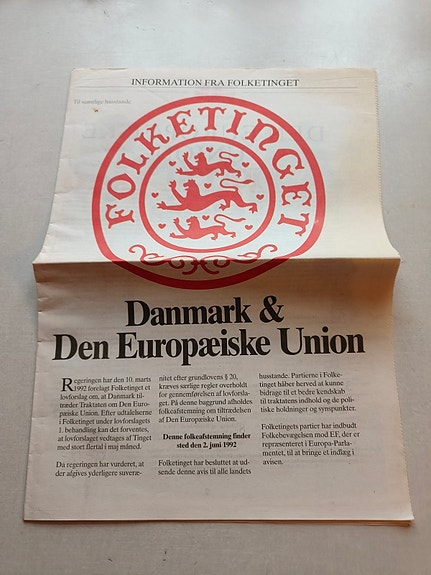 INFORMATION FRA FOLKETINGET
Til samtlige husstande
FOLKETINGET
Danmark &
Den Europæiske Union
Regeringen har den 10. marts
1992 forelagt Folketinget et
lovforslag om, at Danmark til-
træder Traktaten om Den Euro-
pæiske Union. Efter udtalelserne
i Folketinget under lovforslagets
1. behandling kan det forventes,
at lovforslaget vedtages af Tinget
med stort flertal i maj måned.
Da regeringen har vurderet, at
der afgives yderligere suveræ-
nitet efter grundlovens § 20,
kræves særlige regler overholdt
for gennemførelsen af lovforsla-
get. På denne baggrund afholdes
folkeafstemning om tiltrædelsen
af Den Europæiske Union.
Denne folkeafstemning finder
sted den 2. juni 1992
Folketinget har besluttet at ud-
sende denne avis til alle landets
husstande. Partierne i Folke-
tinget håber herved at kunne
bidrage til et bedre kendskab
til traktatens indhold og de poli-
tiske holdninger og synspunkter.
Folketingets partier har indbudt
Folkebevægelsen mod EF, der er
repræsenteret i Europa-Parla-
mentet, til at bringe et indlæg i
avisen.